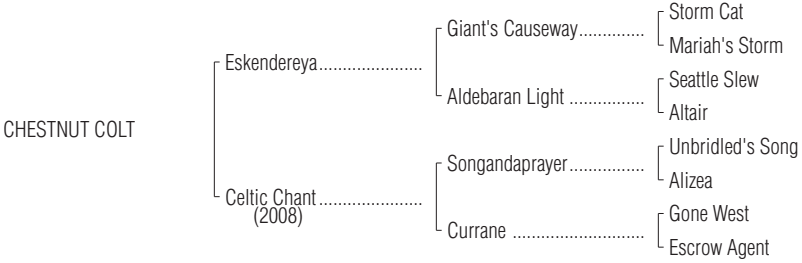 Storm Cat
Giant's Causeway..............
Mariah's Storm
Eskendereya......................
Seattle Slew
Aldebaran Light ................
Altair
CHESTNUT COLT
Unbridled's Song
Songandaprayer................
Alizea
Celtic Chant......................
(2008)
Gone West
Currane ............................
Escrow Agent